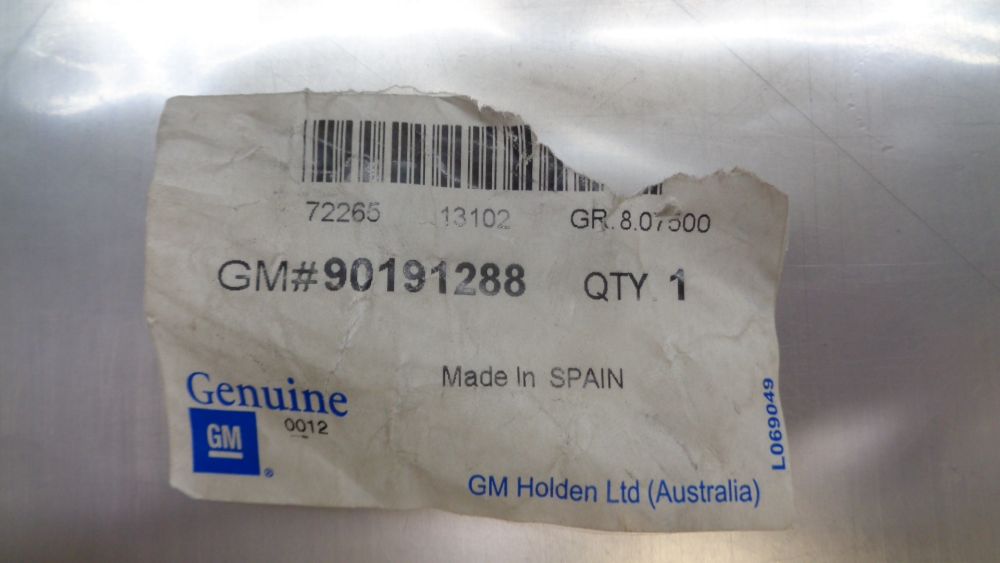 72265 13102 GR. 8.07500
GM#90191288 QTY. 1
Made In SPAIN
Genuine
0012
GM
®
GM Holden Ltd (Australia)
L069049